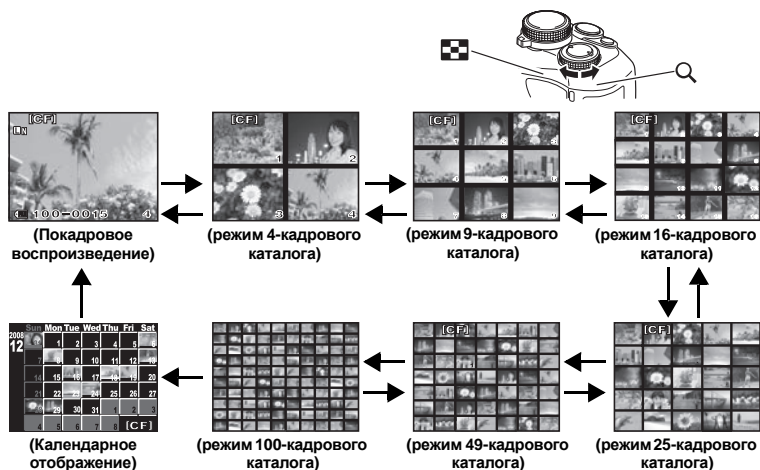 [CF]
L N
100-0015 4
(Покадровое
воспроизведение)
[CF]
1 2
3 4
(режим 4-кадрового
каталога)
[CF]
(режим 9-кадрового
каталога)
[CF]
(режим 16-кадрового
каталога)
2008
12
Sun Mon Tue Wed Thu Fri Sat
1 2 3 4 5 6
7 8 9 10 11 12 13
14 15 16 17 18 19 20
21 22 23 24 25 26 27
29 30 31 1 2 3
4 5 6 7 8 [CF]
(Календарное
отображение)
(режим 100-кадрового
каталога)
[CF]
(режим 49-кадрового
каталога)
[CF]
(режим 25-кадрового
каталога)